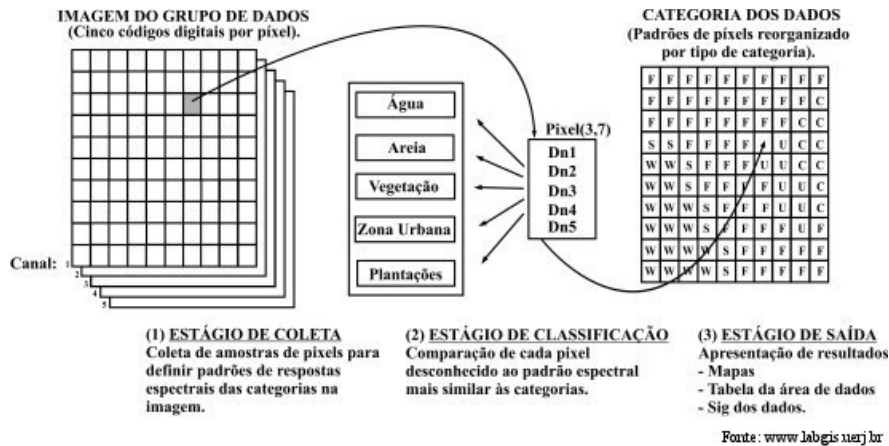 IMAGEM DO GRUPO DE DADOS
(Cinco códigos digitais por píxel).
Canal: 1
2
3
4
5
Água
Areia
Vegetação
Zona Urbana
Plantações
Pixel(3,7)
Dn1
Dn2
Dn3
Dn4
Dn5
CATEGORIA DOS DADOS
(Padrões de píxels reorganizado
por tipo de categoria).
F F F F F F F F F F
F F F F F F F F F C
F F F F F F F F C C
S S F F F F U C C
W W S F F F U U C C
W W S F F F F U U C
W W W S F F F U U C
W W W S F F F F U F
W W W W S F F F F F
W W W W S F F F F F
(1) ESTÁGIO DE COLETA
Coleta de amostras de pixels para
definir padrões de respostas
espectrais das categorias na
imagem.
(2) ESTÁGIO DE CLASSIFICAÇÃO
Comparação de cada pixel
desconhecido ao padrão espectral
mais similar às categorias.
(3) ESTÁGIO DE SAÍDA
Apresentação de resultados
- Mapas
- Tabela da área de dados
- Sig dos dados.
Fonte: www.labgis.uerj.br